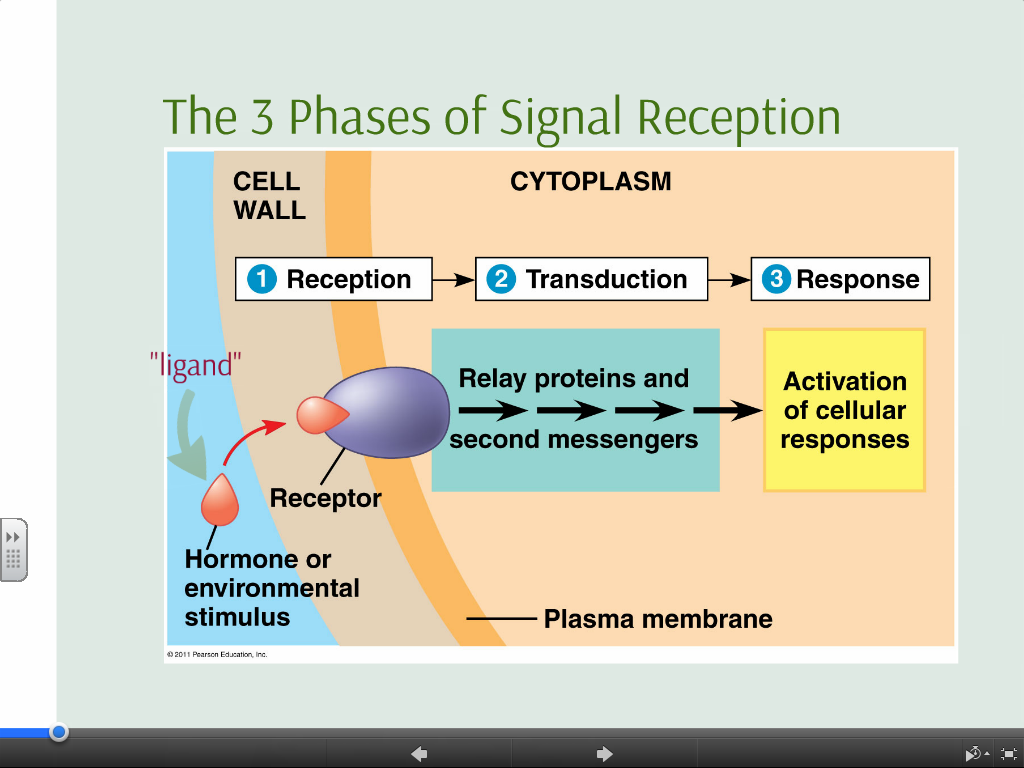 The 3 Phases of Signal Reception
CELL
WALL
CYTOPLASM
1 Reception
2 Transduction
3 Response
"ligand"
Relay proteins and
second messengers
Activation
of cellular
responses
Receptor
Hormone or
environmental
stimulus
Plasma membrane
© 2011 Pearson Education, Inc.